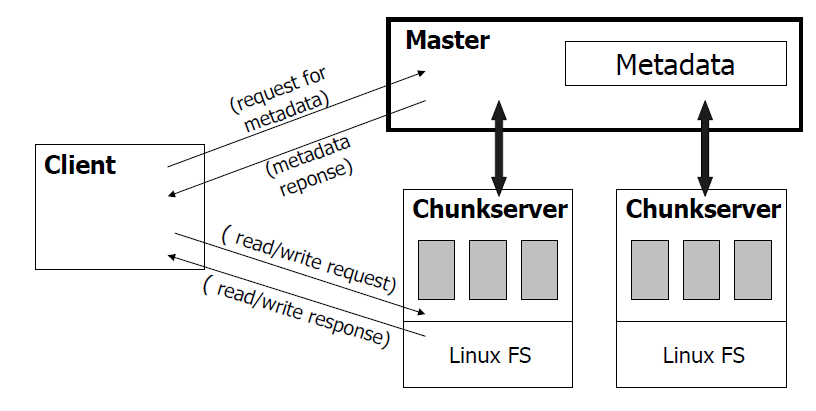 Master
Metadata
(request for
metadata)
(metadata
reponse)
Client
Chunkserver
Chunkserver
( read/write request)
( read/write response)
Linux FS
Linux FS